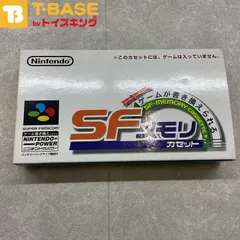 T-BASE
byトイズキング
Nintendo
※このカセットには、ゲームは入っていません。
ゲームが書き換えられる
SF-MEMORY CASSETTE
SFメモリ
カセット
SUPER FAMICOM
NINTENDO
POWER